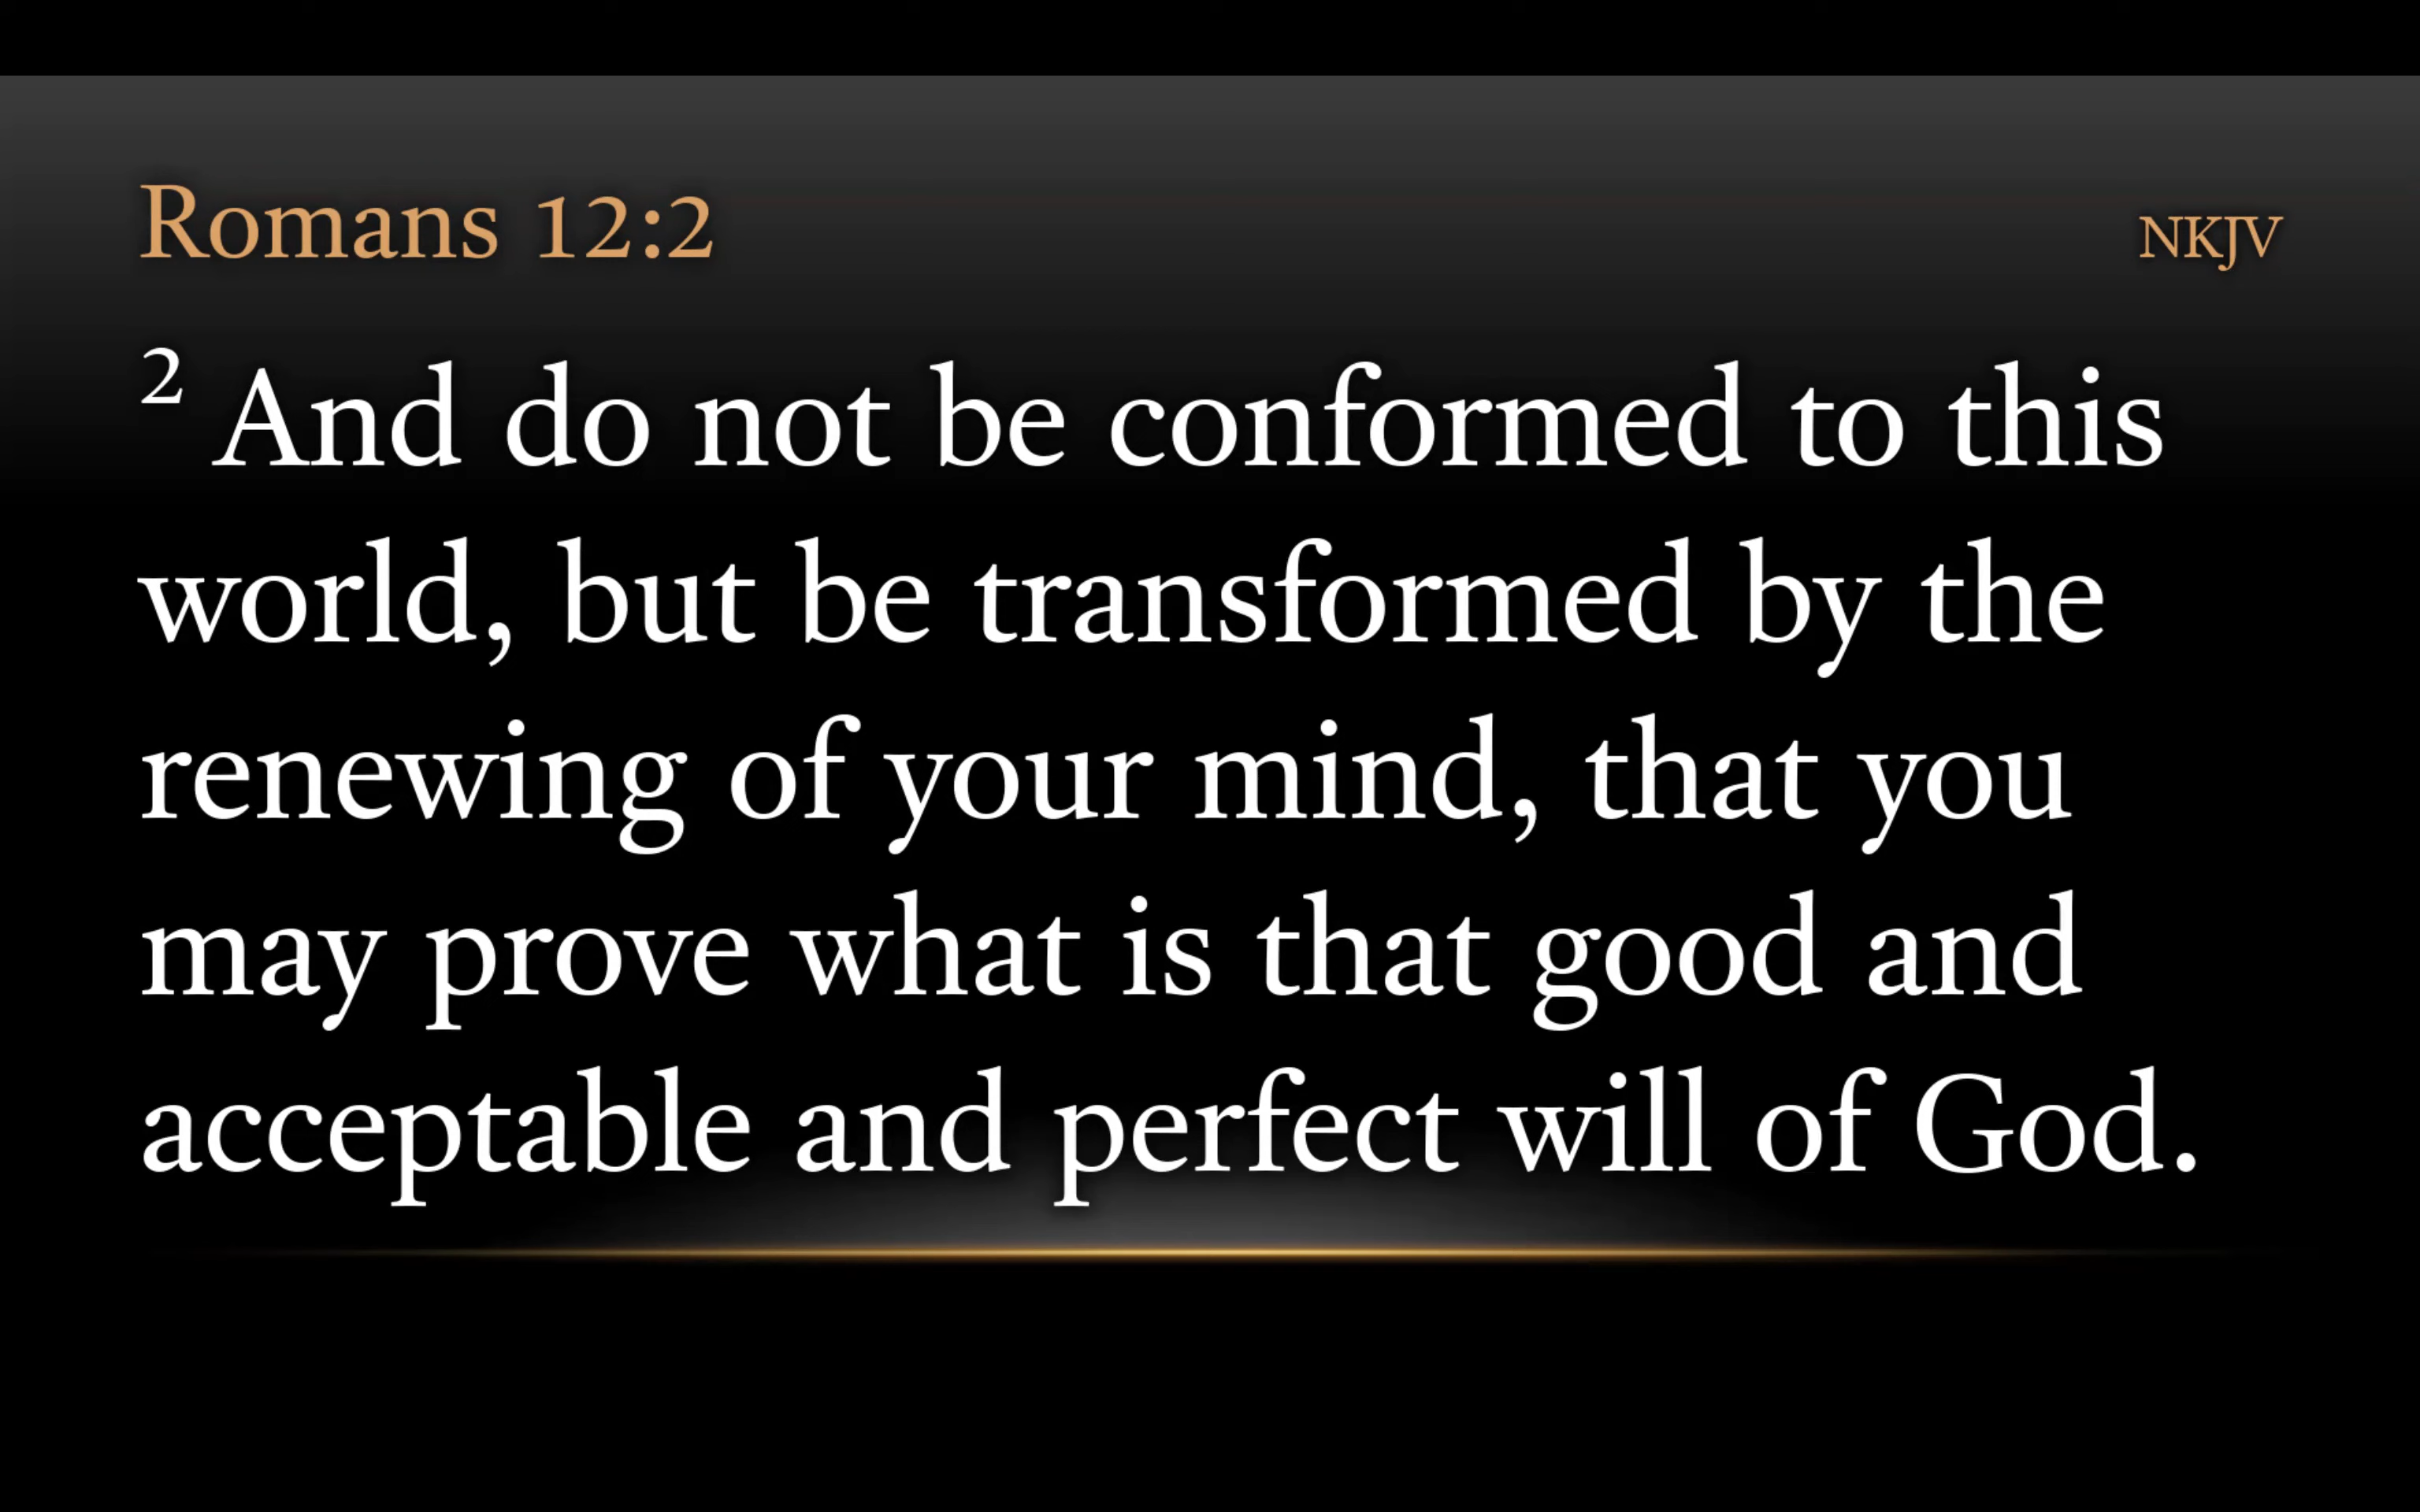 Romans 12:2
NKJV
2 And do not be conformed to this
world, but be transformed by the
renewing of your mind, that you
may prove what is that good and
acceptable and perfect will of God.